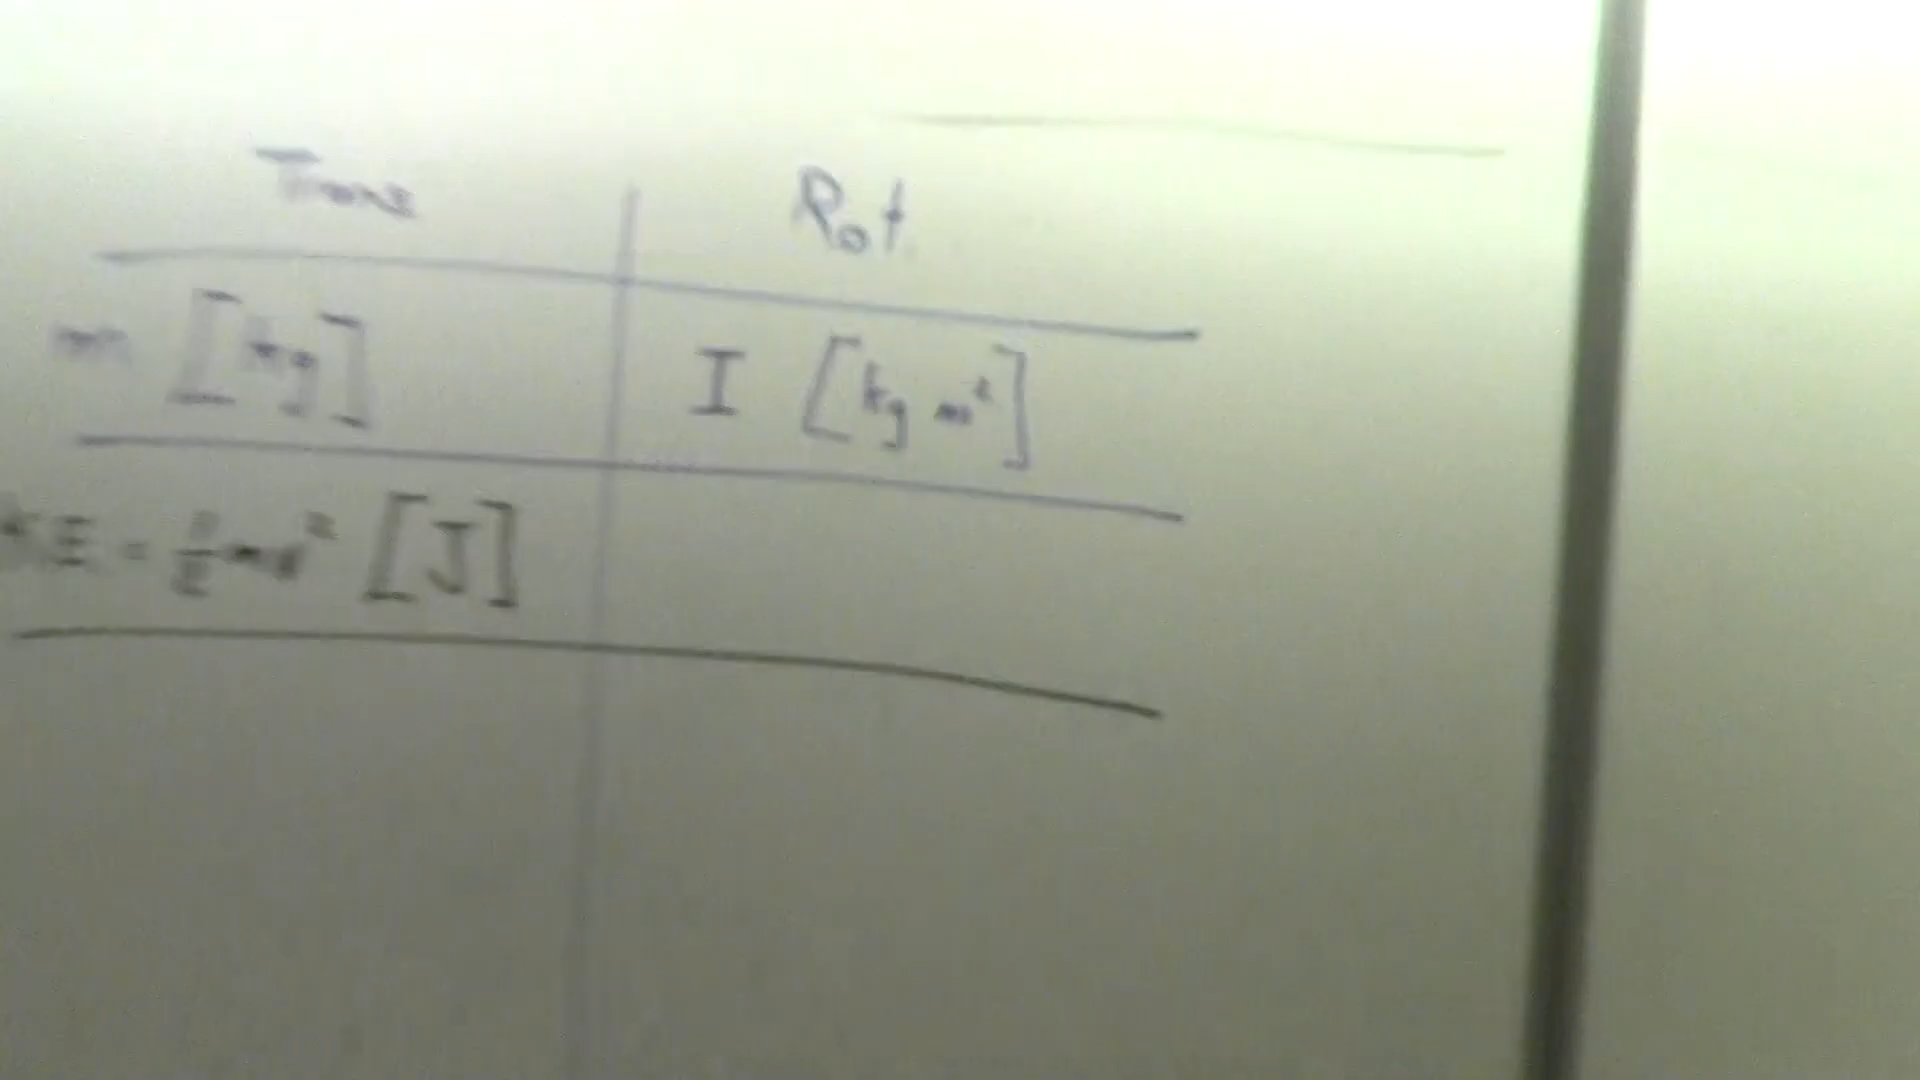 Trans Rot.
m [kg] I [kg m²]
KE = ½mv² [J]